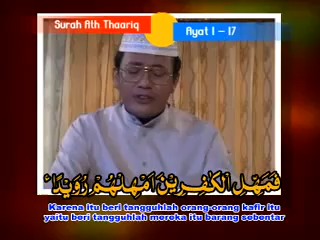 Surah Ath Thaariq
Ayat 1 – 17
فَمَهِّلِ الْكٰفِرِيْنَ اَمْهِلْهُمْ رُوَيْدًا
Karena itu beri tangguhlah orang-orang kafir itu
yaitu beri tangguhlah mereka itu barang sebentar